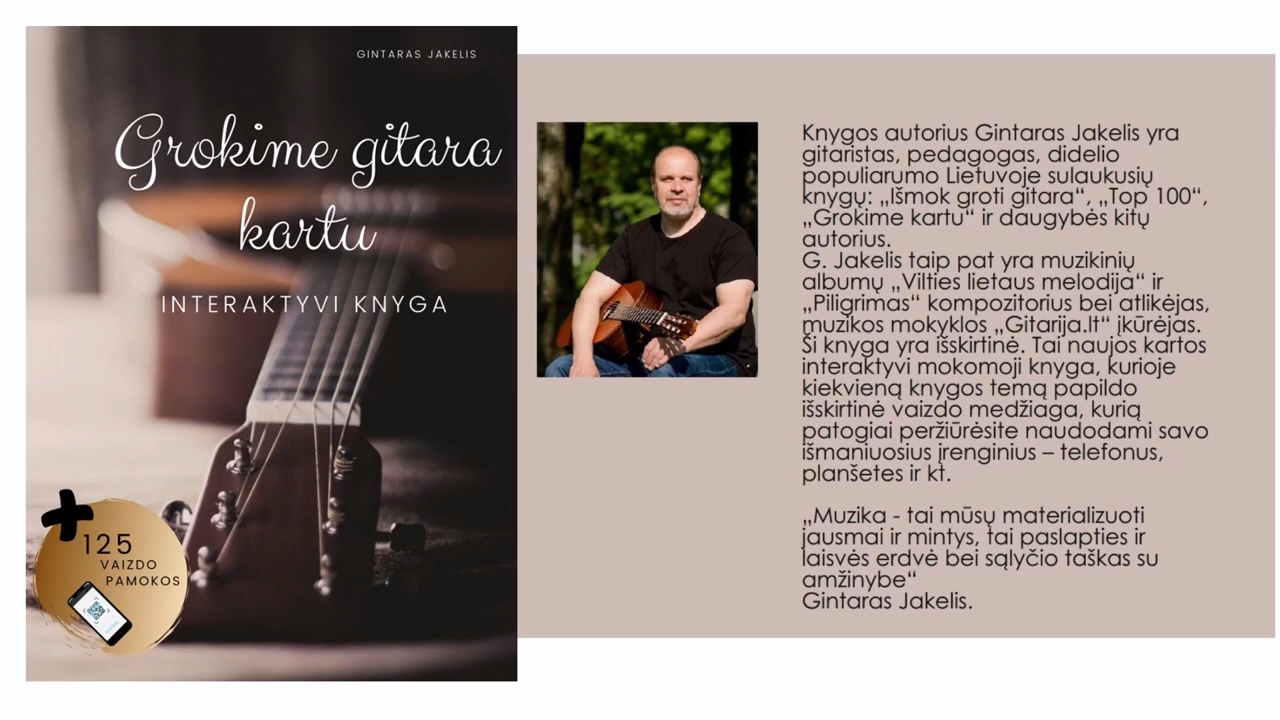 GINTARAS JAKELIS
Grokime gitara
kartu
INTERAKTYVI KNYGA
125
VAIZDO
PAMOKOS
Knygos autorius Gintaras Jakelis yra
gitaristas, pedagogas, didelio
populiarumo Lietuvoje sulaukusių
knygų: „Išmok groti gitara“, „Top 100“,
„Grokime kartu“ ir daugybės kitų
autorius.
G. Jakelis taip pat yra muzikinių
albumų „Vilties lietaus melodija“ ir
„Piligrimas“ kompozitorius bei atlikėjas,
muzikos mokyklos „Gitarija.lt“ įkūrėjas.
Ši knyga yra išskirtinė. Tai naujos kartos
interaktyvi mokomoji knyga, kurioje
kiekvieną knygos temą papildo
išskirtinė vaizdo medžiaga, kurią
patogiai peržiūrėsite naudodami savo
išmaniuosius įrenginius – telefonus,
planšetes ir kt.
„Muzika - tai mūsų materializuoti
jausmai ir mintys, tai paslapties ir
laisvės erdvė bei sąlyčio taškas su
amžinybe“
Gintaras Jakelis.